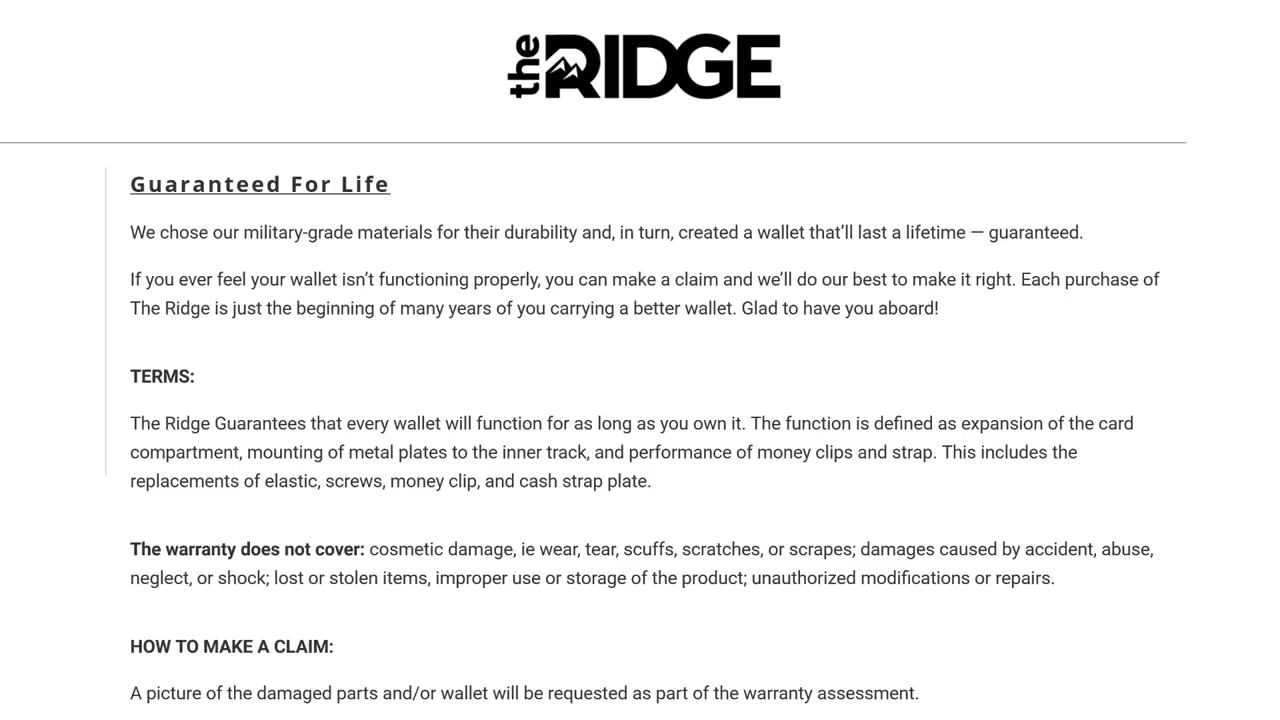 the RIDGE
Guaranteed For Life
We chose our military-grade materials for their durability and, in turn, created a wallet that’ll last a lifetime — guaranteed.
If you ever feel your wallet isn’t functioning properly, you can make a claim and we’ll do our best to make it right. Each purchase of
The Ridge is just the beginning of many years of you carrying a better wallet. Glad to have you aboard!
TERMS:
The Ridge Guarantees that every wallet will function for as long as you own it. The function is defined as expansion of the card
compartment, mounting of metal plates to the inner track, and performance of money clips and strap. This includes the
replacements of elastic, screws, money clip, and cash strap plate.
The warranty does not cover: cosmetic damage, ie wear, tear, scuffs, scratches, or scrapes; damages caused by accident, abuse,
neglect, or shock; lost or stolen items, improper use or storage of the product; unauthorized modifications or repairs.
HOW TO MAKE A CLAIM:
A picture of the damaged parts and/or wallet will be requested as part of the warranty assessment.